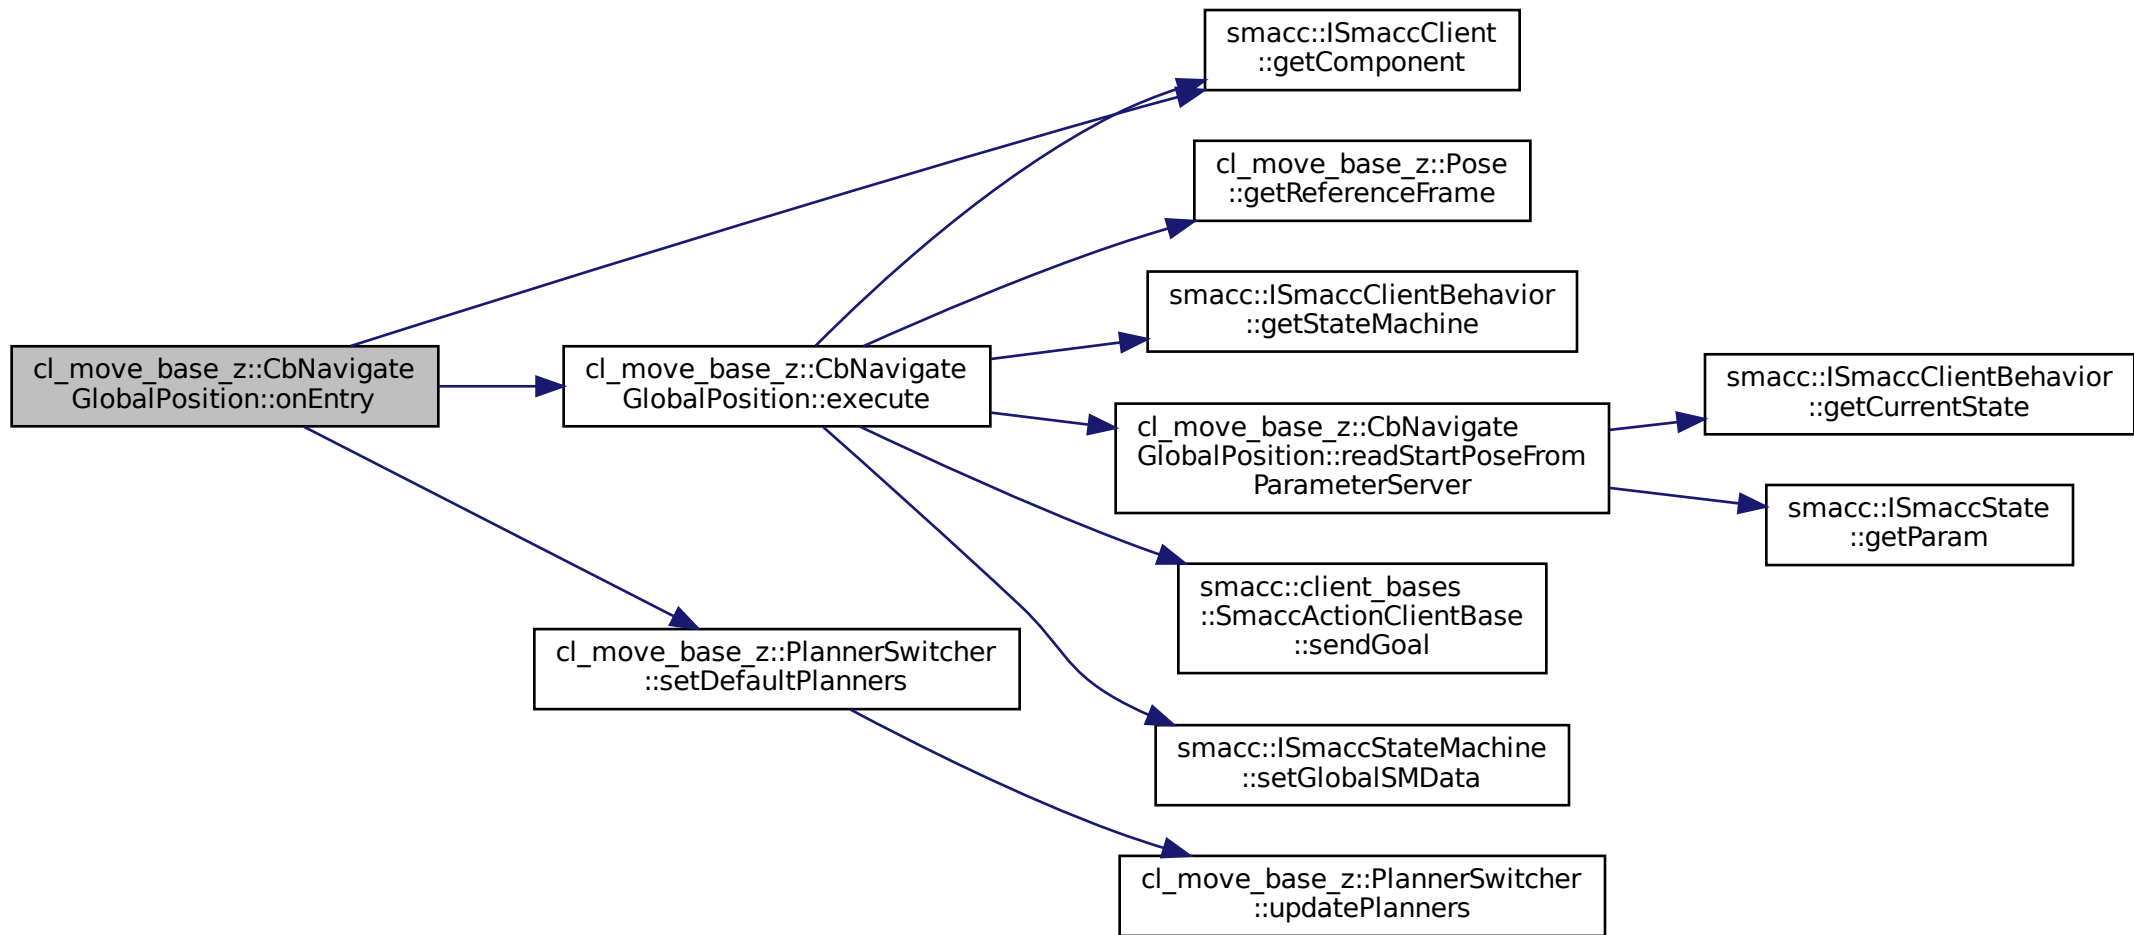 smacc::ISmaccClient
::getComponent
cl_move_base_z::Pose
::getReferenceFrame
smacc::ISmaccClientBehavior
::getStateMachine
cl_move_base_z::CbNavigate
GlobalPosition::onEntry
cl_move_base_z::CbNavigate
GlobalPosition::execute
smacc::ISmaccClientBehavior
::getCurrentState
cl_move_base_z::CbNavigate
GlobalPosition::readStartPoseFrom
ParameterServer
smacc::ISmaccState
::getParam
smacc::client_bases
::SmaccActionClientBase
::sendGoal
cl_move_base_z::PlannerSwitcher
::setDefaultPlanners
smacc::ISmaccStateMachine
::setGlobalSMData
cl_move_base_z::PlannerSwitcher
::updatePlanners